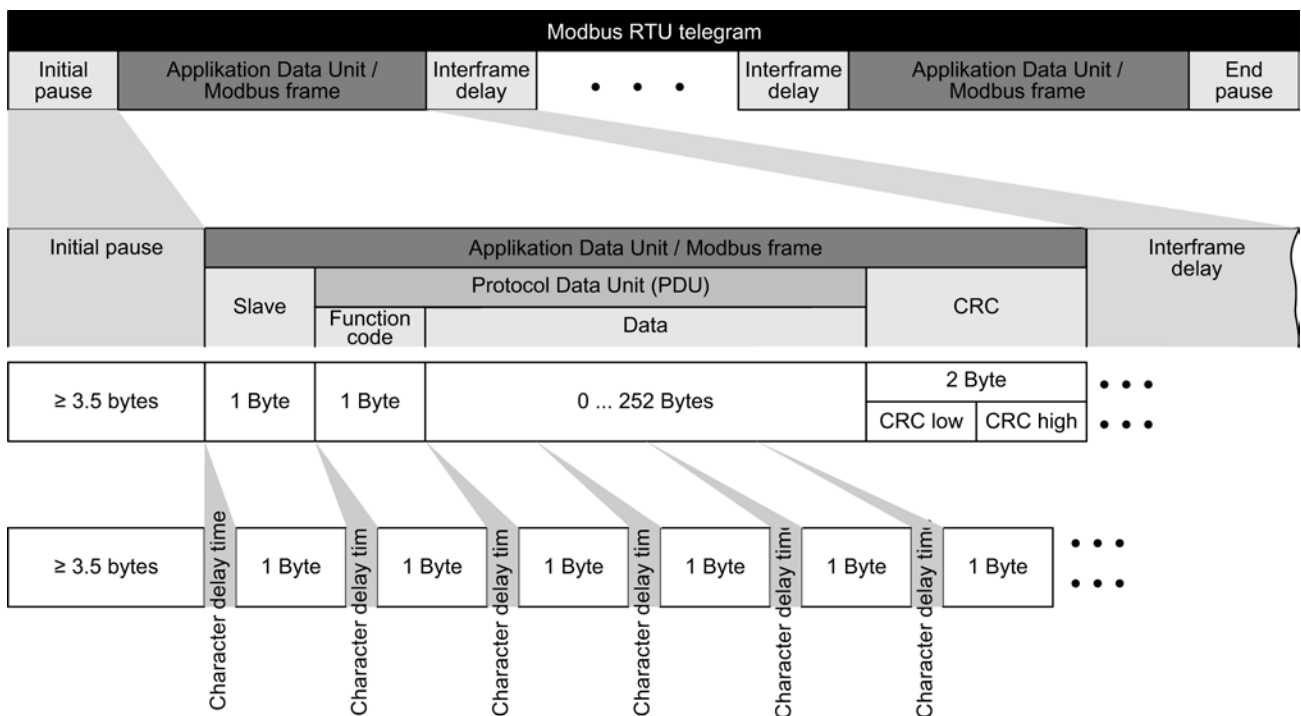 Modbus RTU telegram
Initial
pause
Applikation Data Unit /
Modbus frame
Interframe
delay
Interframe
delay
Applikation Data Unit /
Modbus frame
End
pause
Initial pause
Applikation Data Unit / Modbus frame
Interframe
delay
Slave
Protocol Data Unit (PDU)
Function
code
Data
CRC
≥ 3.5 bytes
1 Byte
1 Byte
0 ... 252 Bytes
2 Byte
CRC low
CRC high
≥ 3.5 bytes
Character delay time
1 Byte
Character delay tim
1 Byte
Character delay tim
1 Byte
Character delay tim
1 Byte
Character delay time
1 Byte
Character delay time
1 Byte